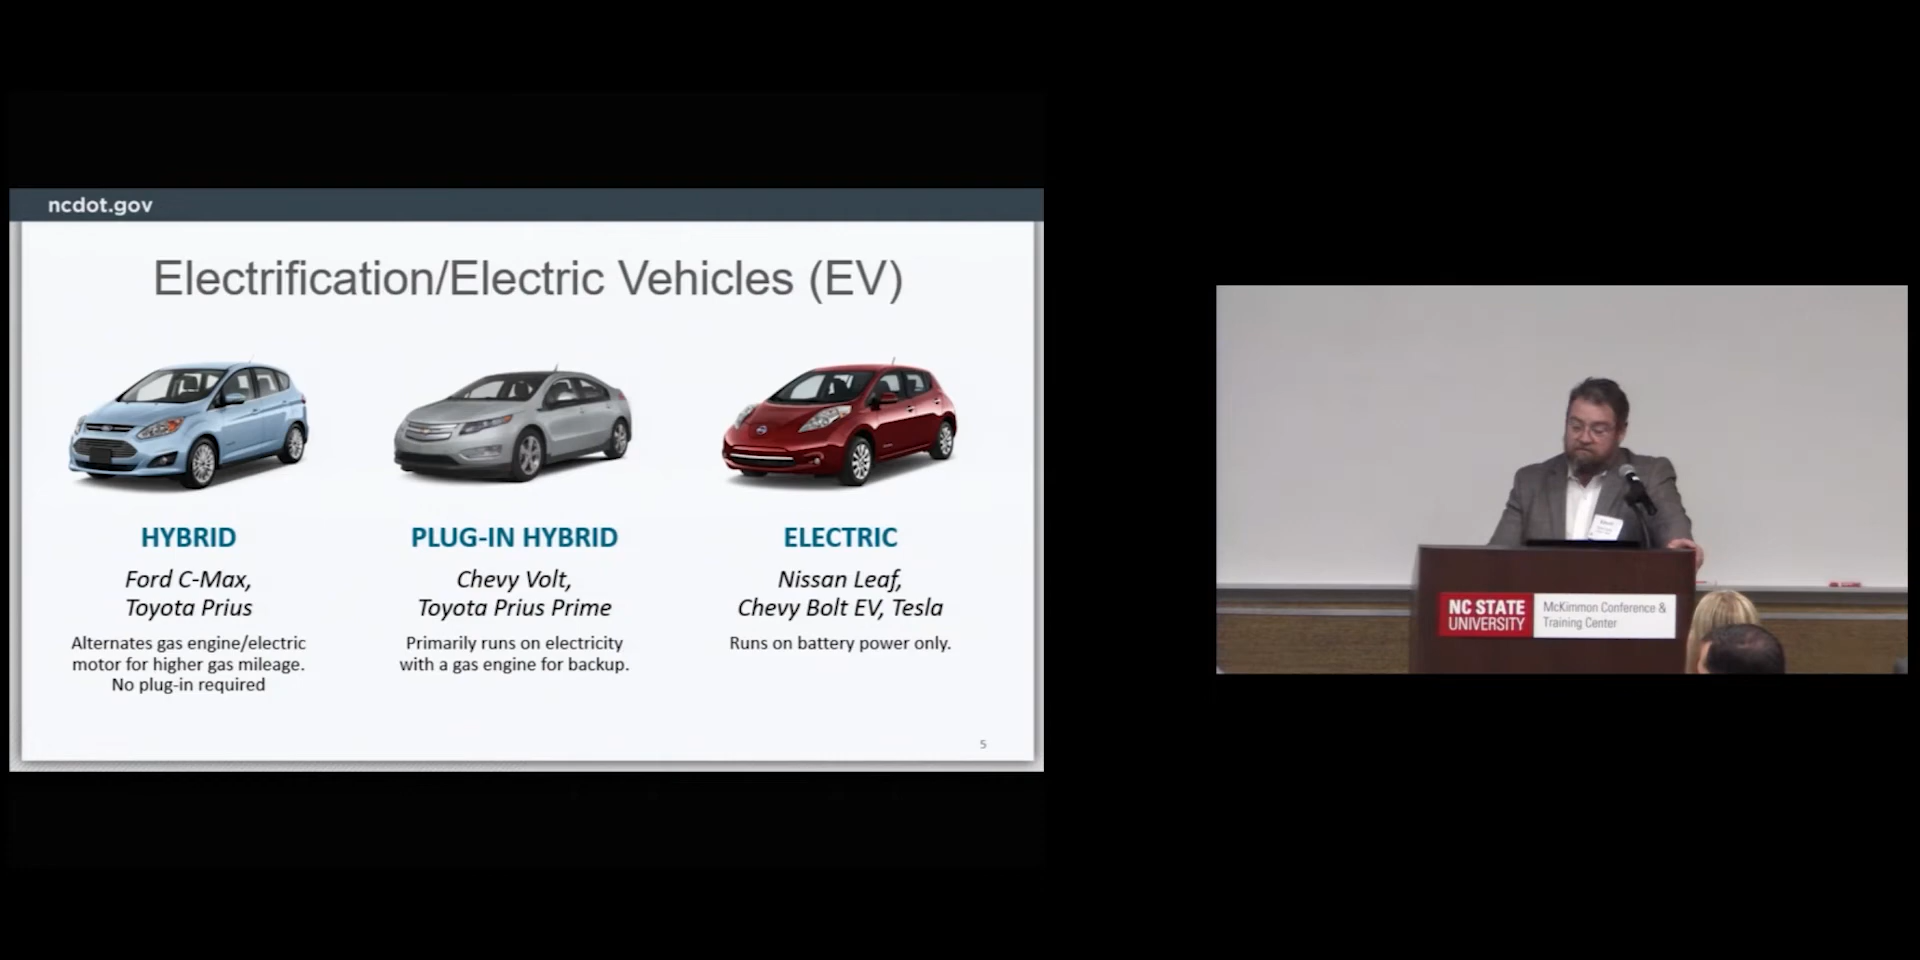 ncdot.gov
Electrification/Electric Vehicles (EV)
HYBRID
Ford C-Max,
Toyota Prius
Alternates gas engine/electric
motor for higher gas mileage.
No plug-in required
PLUG-IN HYBRID
Chevy Volt,
Toyota Prius Prime
Primarily runs on electricity
with a gas engine for backup.
ELECTRIC
Nissan Leaf,
Chevy Bolt EV, Tesla
Runs on battery power only.
5
NC STATE
UNIVERSITY
McKimmon Conference &
Training Center